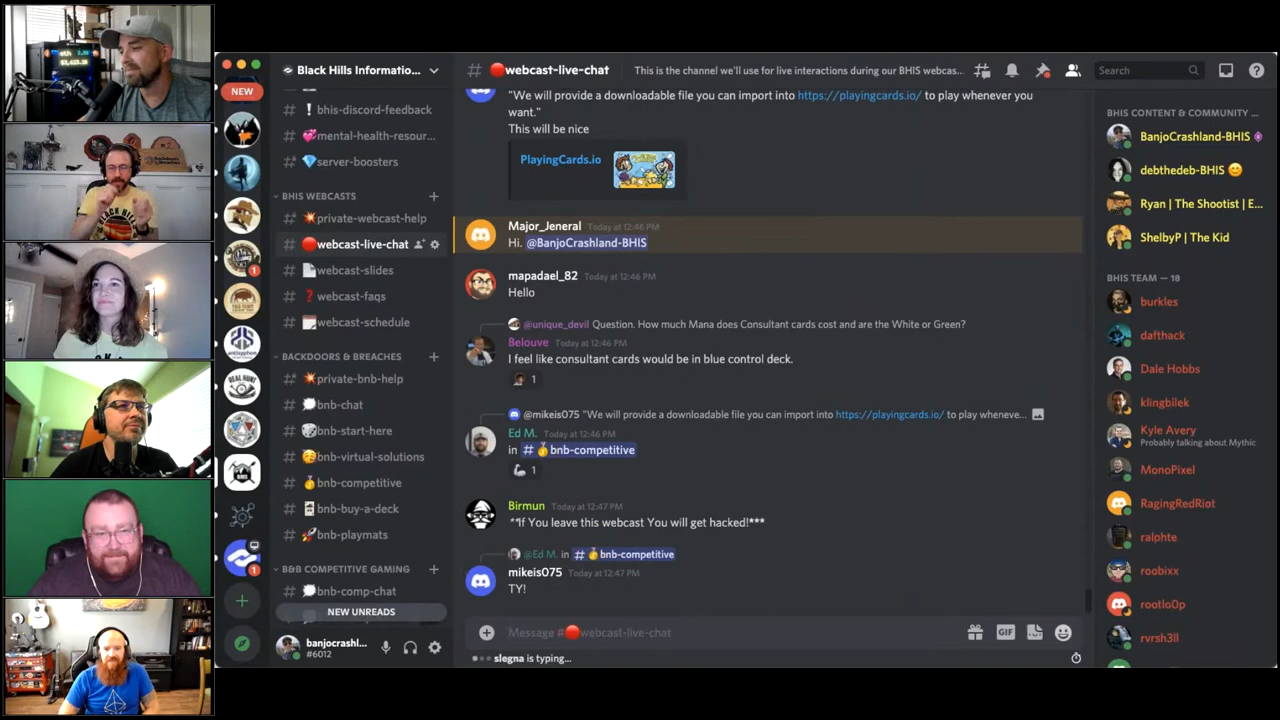 eth 2.0%
$3,623.2
BLACK HILLS
NEW
1
1
Black Hills Informatio...
bhis-discord-feedback
mental-health-resour...
server-boosters
BHIS WEBCASTS
private-webcast-help
webcast-live-chat
webcast-slides
webcast-faqs
webcast-schedule
BACKDOORS & BREACHES
private-bnb-help
bnb-chat
bnb-start-here
bnb-virtual-solutions
bnb-competitive
bnb-buy-a-deck
bnb-playmats
B&B COMPETITIVE GAMING
bnb-comp-chat
NEW UNREADS
banjocrashl...
#6012
# webcast-live-chat
This is the channel we'll use for live interactions during our BHIS webcas...
Search
"We will provide a downloadable file you can import into https://playingcards.io/ to play whenever you
want."
This will be nice
PlayingCards.io
Major_Jeneral Today at 12:46 PM
Hi. @BanjoCrashland-BHIS
mapadael_82 Today at 12:46 PM
Hello
@unique_devil Question. How much Mana does Consultant cards cost and are the White or Green?
Belouve Today at 12:46 PM
I feel like consultant cards would be in blue control deck.
1
@mikeis075 "We will provide a downloadable file you can import into https://playingcards.io/ to play wheneve...
Ed M. Today at 12:46 PM
in # bnb-competitive
1
Birmun Today at 12:47 PM
**If You leave this webcast You will get hacked!***
@Ed M. in # bnb-competitive
mikeis075 Today at 12:47 PM
TY!
Message #webcast-live-chat
GIF
slegna is typing...
BHIS CONTENT & COMMUNITY ...
BanjoCrashland-BHIS
debthedeb-BHIS
Ryan | The Shootist | E...
ShelbyP | The Kid
BHIS TEAM — 18
burkles
dafthack
Dale Hobbs
klingbilek
Kyle Avery
Probably talking about Mythic
MonoPixel
RagingRedRiot
ralphte
roobixx
rootlo0p
rvrsh3ll